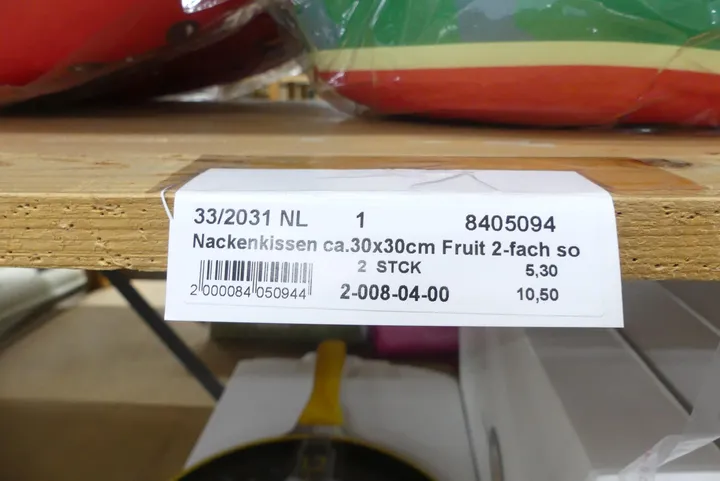 33/2031 NL 1 8405094
Nackenkissen ca.30x30cm Fruit 2-fach so
2 STCK 5,30
2 000084 050944 2-008-04-00 10,50